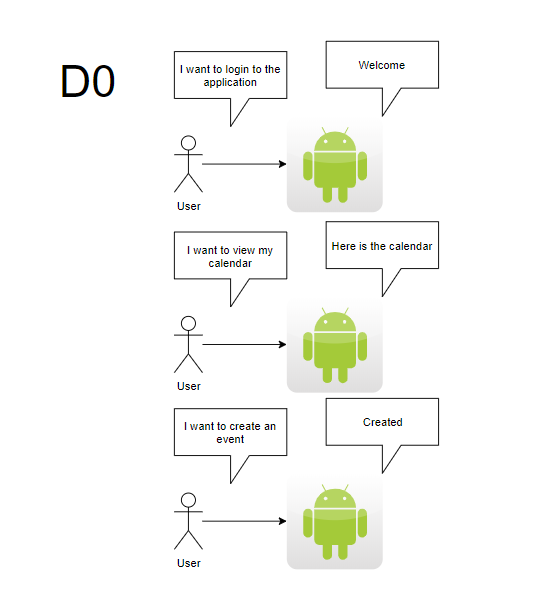 D0
I want to login to the
application
Welcome
User
I want to view my
calendar
Here is the calendar
User
I want to create an
event
Created
User